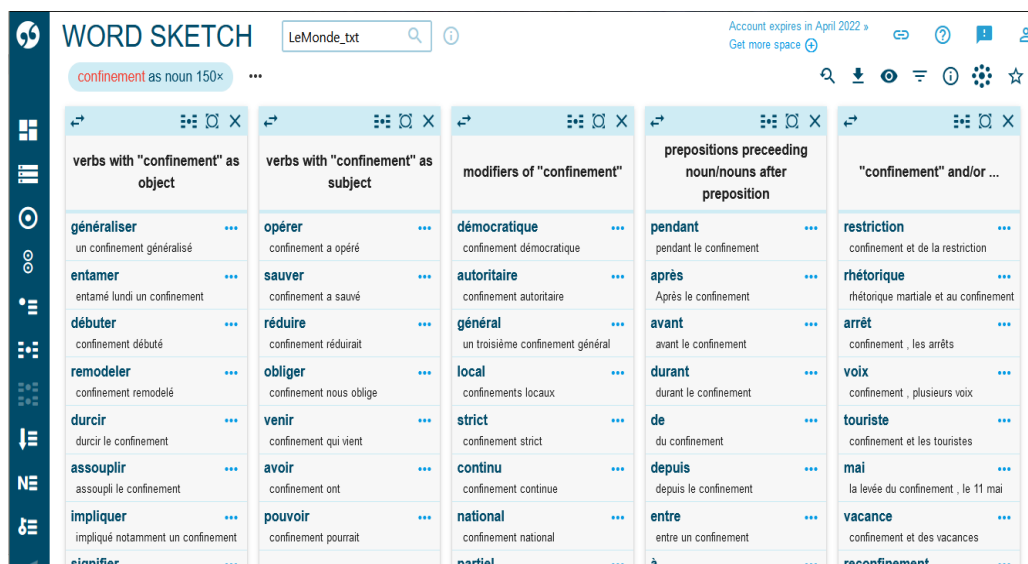 WORD SKETCH
LeMonde_txt
Account expires in April 2022 »
Get more space
confinement as noun 150×
verbs with "confinement" as
object
généraliser
un confinement généralisé
entamer
entamé lundi un confinement
débuter
confinement débuté
remodeler
confinement remodelé
durcir
durcir le confinement
assouplir
assoupli le confinement
impliquer
impliqué notamment un confinement
signifier
verbs with "confinement" as
subject
opérer
confinement a opéré
sauver
confinement a sauvé
réduire
confinement réduirait
obliger
confinement nous oblige
venir
confinement qui vient
avoir
confinement ont
pouvoir
confinement pourrait
modifiers of "confinement"
démocratique
confinement démocratique
autoritaire
confinement autoritaire
général
un troisième confinement général
local
confinements locaux
strict
confinement strict
continu
confinement continue
national
confinement national
partiel
prepositions preceeding
noun/nouns after
preposition
pendant
pendant le confinement
après
Après le confinement
avant
avant le confinement
durant
durant le confinement
de
du confinement
depuis
depuis le confinement
entre
entre un confinement
à
"confinement" and/or ...
restriction
confinement et de la restriction
rhétorique
rhétorique martiale et au confinement
arrêt
confinement , les arrêts
voix
confinement , plusieurs voix
touriste
confinement et les touristes
mai
la levée du confinement , le 11 mai
vacance
confinement et des vacances
reconfinement